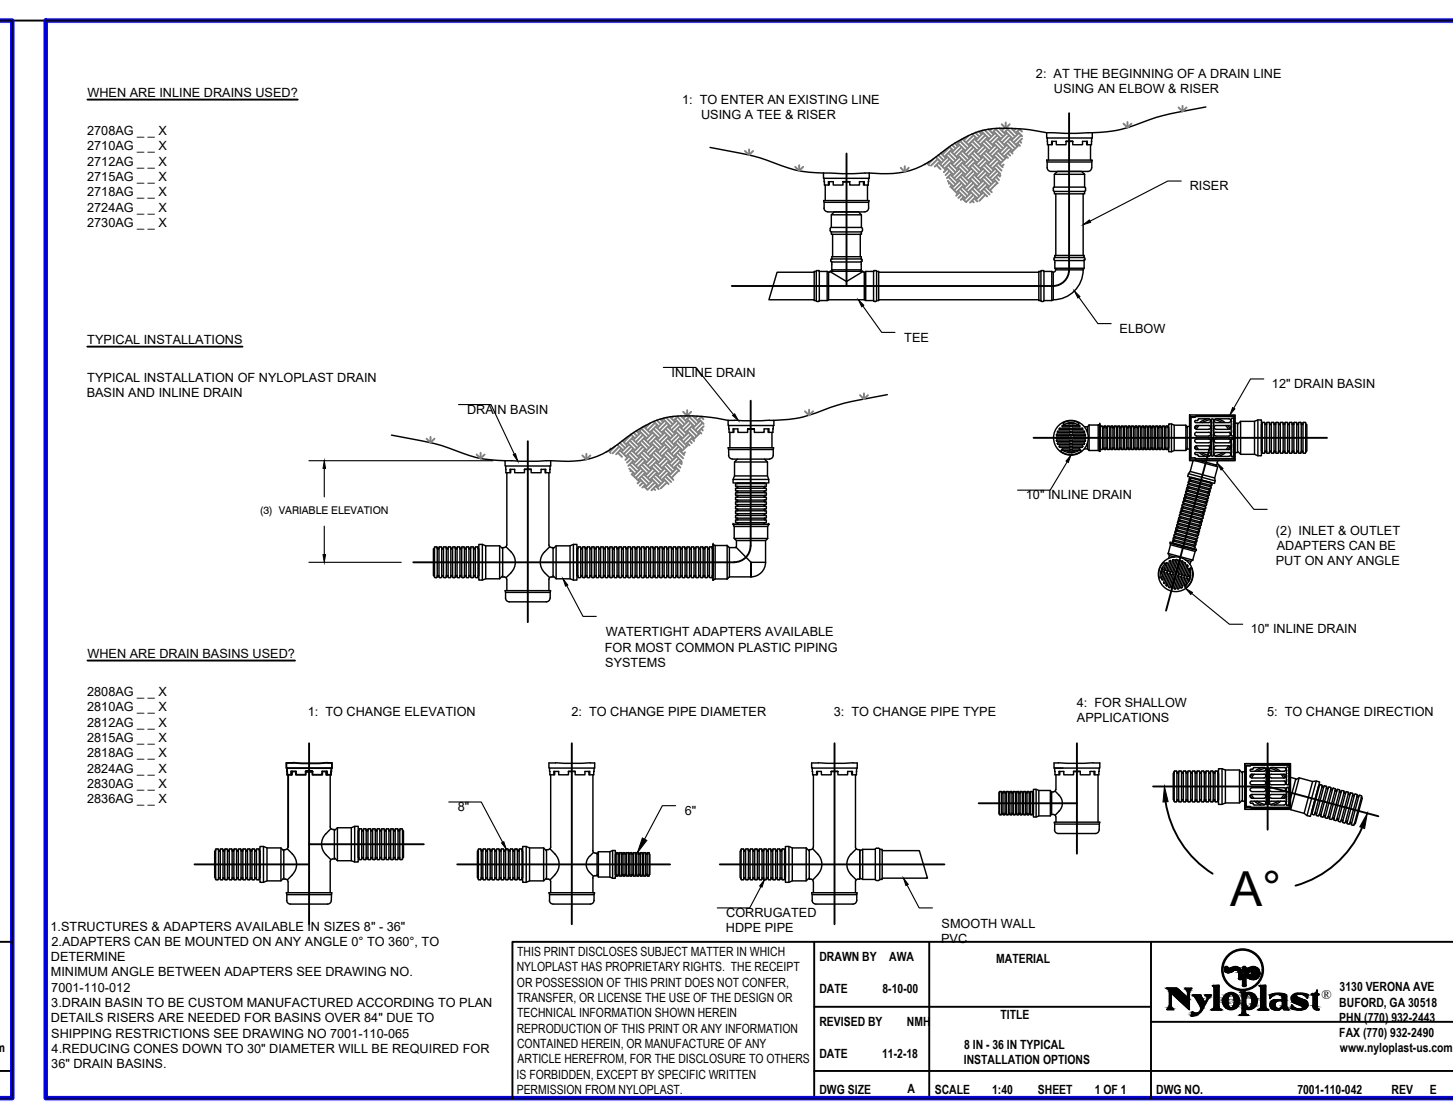 WHEN ARE INLINE DRAINS USED?
2708AG _ _ X
2710AG _ _ X
2712AG _ _ X
2715AG _ _ X
2718AG _ _ X
2724AG _ _ X
2730AG _ _ X
1: TO ENTER AN EXISTING LINE
USING A TEE & RISER
2: AT THE BEGINNING OF A DRAIN LINE
USING AN ELBOW & RISER
RISER
TEE
ELBOW
TYPICAL INSTALLATIONS
TYPICAL INSTALLATION OF NYLOPLAST DRAIN
BASIN AND INLINE DRAIN
DRAIN BASIN
INLINE DRAIN
(3) VARIABLE ELEVATION
WATERTIGHT ADAPTERS AVAILABLE
FOR MOST COMMON PLASTIC PIPING
SYSTEMS
12" DRAIN BASIN
10" INLINE DRAIN
(2) INLET & OUTLET
ADAPTERS CAN BE
PUT ON ANY ANGLE
10" INLINE DRAIN
WHEN ARE DRAIN BASINS USED?
2808AG _ _ X
2810AG _ _ X
2812AG _ _ X
2815AG _ _ X
2818AG _ _ X
2824AG _ _ X
2830AG _ _ X
2836AG _ _ X
1: TO CHANGE ELEVATION
2: TO CHANGE PIPE DIAMETER
8"
6"
3: TO CHANGE PIPE TYPE
CORRUGATED
HDPE PIPE
SMOOTH WALL
PVC
4: FOR SHALLOW
APPLICATIONS
5: TO CHANGE DIRECTION
A°
1.STRUCTURES & ADAPTERS AVAILABLE IN SIZES 8" - 36"
2.ADAPTERS CAN BE MOUNTED ON ANY ANGLE 0° TO 360°, TO
DETERMINE
MINIMUM ANGLE BETWEEN ADAPTERS SEE DRAWING NO.
7001-110-012
3.DRAIN BASIN TO BE CUSTOM MANUFACTURED ACCORDING TO PLAN
DETAILS RISERS ARE NEEDED FOR BASINS OVER 84" DUE TO
SHIPPING RESTRICTIONS SEE DRAWING NO 7001-110-065
4.REDUCING CONES DOWN TO 30" DIAMETER WILL BE REQUIRED FOR
36" DRAIN BASINS.
THIS PRINT DISCLOSES SUBJECT MATTER IN WHICH
NYLOPLAST HAS PROPRIETARY RIGHTS. THE RECEIPT
OR POSSESSION OF THIS PRINT DOES NOT CONFER,
TRANSFER, OR LICENSE THE USE OF THE DESIGN OR
TECHNICAL INFORMATION SHOWN HEREIN
REPRODUCTION OF THIS PRINT OR ANY INFORMATION
CONTAINED HEREIN, OR MANUFACTURE OF ANY
ARTICLE HEREFROM, FOR THE DISCLOSURE TO OTHERS
IS FORBIDDEN, EXCEPT BY SPECIFIC WRITTEN
PERMISSION FROM NYLOPLAST.
DRAWN BY AWA
DATE 8-10-00
REVISED BY NMH
DATE 11-2-18
DWG SIZE A
MATERIAL
TITLE
8 IN - 36 IN TYPICAL
INSTALLATION OPTIONS
SCALE 1:40 SHEET 1 OF 1
Nyloplast®
3130 VERONA AVE
BUFORD, GA 30518
PHN (770) 932-2443
FAX (770) 932-2490
www.nyloplast-us.com
DWG NO. 7001-110-042 REV E